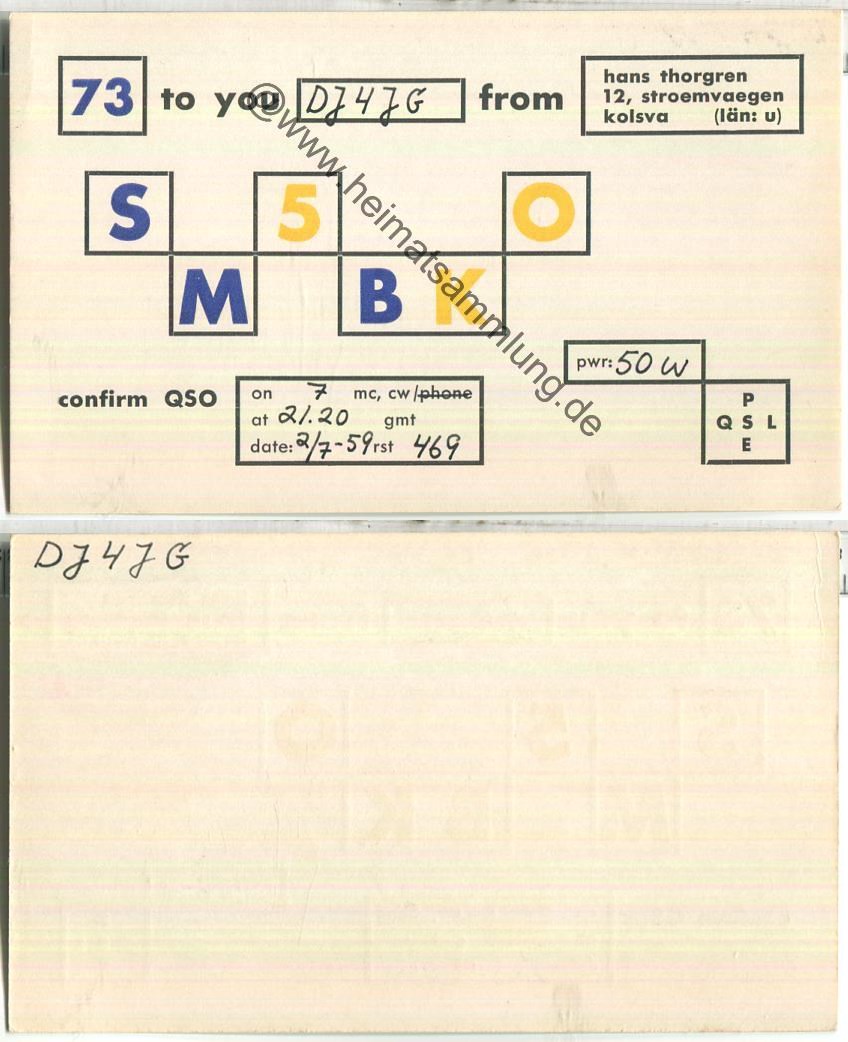 73 to you DJ4JG from
hans thorgren
12, stroemvaegen
kolsva (län: u)
S 5 O
M B K
pwr: 50 W
confirm QSO
on 7 mc, cw/phone
at 21.20 gmt
date: 2/7-59 rst 469
P
Q S L
E
©www.heimatsammlung.de
DJ4JG